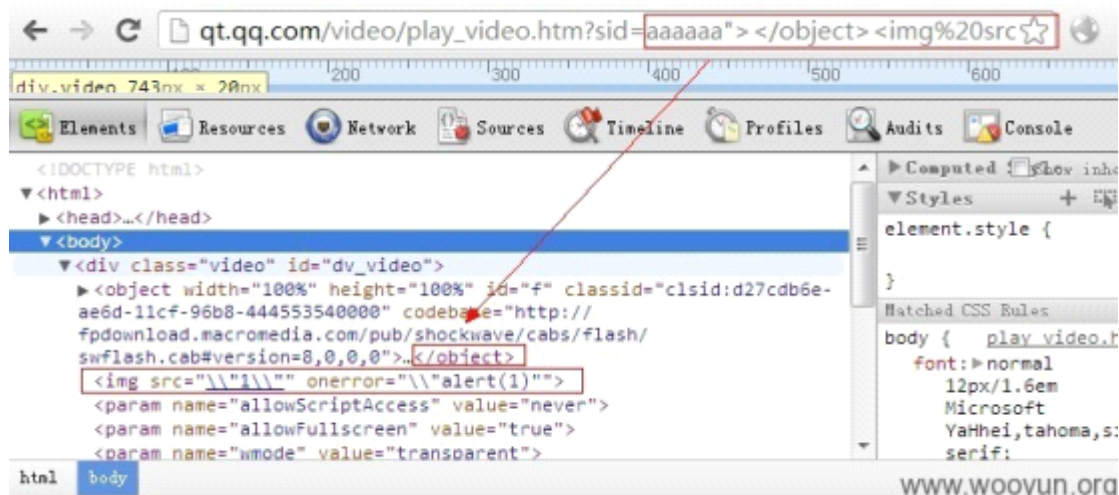 qt.qq.com/video/play_video.htm?sid=aaaaaa"></object><img%20src
200 300 400 500 600
div.video 743px × 20px
Elements Resources Network Sources Timeline Profiles Audits Console
<!DOCTYPE html>
▼<html>
▶<head>…</head>
▼<body>
▼<div class="video" id="dv_video">
▶<object width="100%" height="100%" id="f" classid="clsid:d27cdb6e-
ae6d-11cf-96b8-444553540000" codebase="http://
fpdownload.macromedia.com/pub/shockwave/cabs/flash/
swflash.cab#version=8,0,0,0">…</object>
<img src="\\"1\\"" onerror="\\"alert(1)"">
<param name="allowScriptAccess" value="never">
<param name="allowFullscreen" value="true">
<param name="wmode" value="transparent">
html body
▶Computed Show inh
▼Styles +
element.style {
}
Matched CSS Rules
body { play_video.h
font:▶normal
12px/1.6em
Microsoft
YaHhei,tahoma,s
serif;
www.wooyun.org